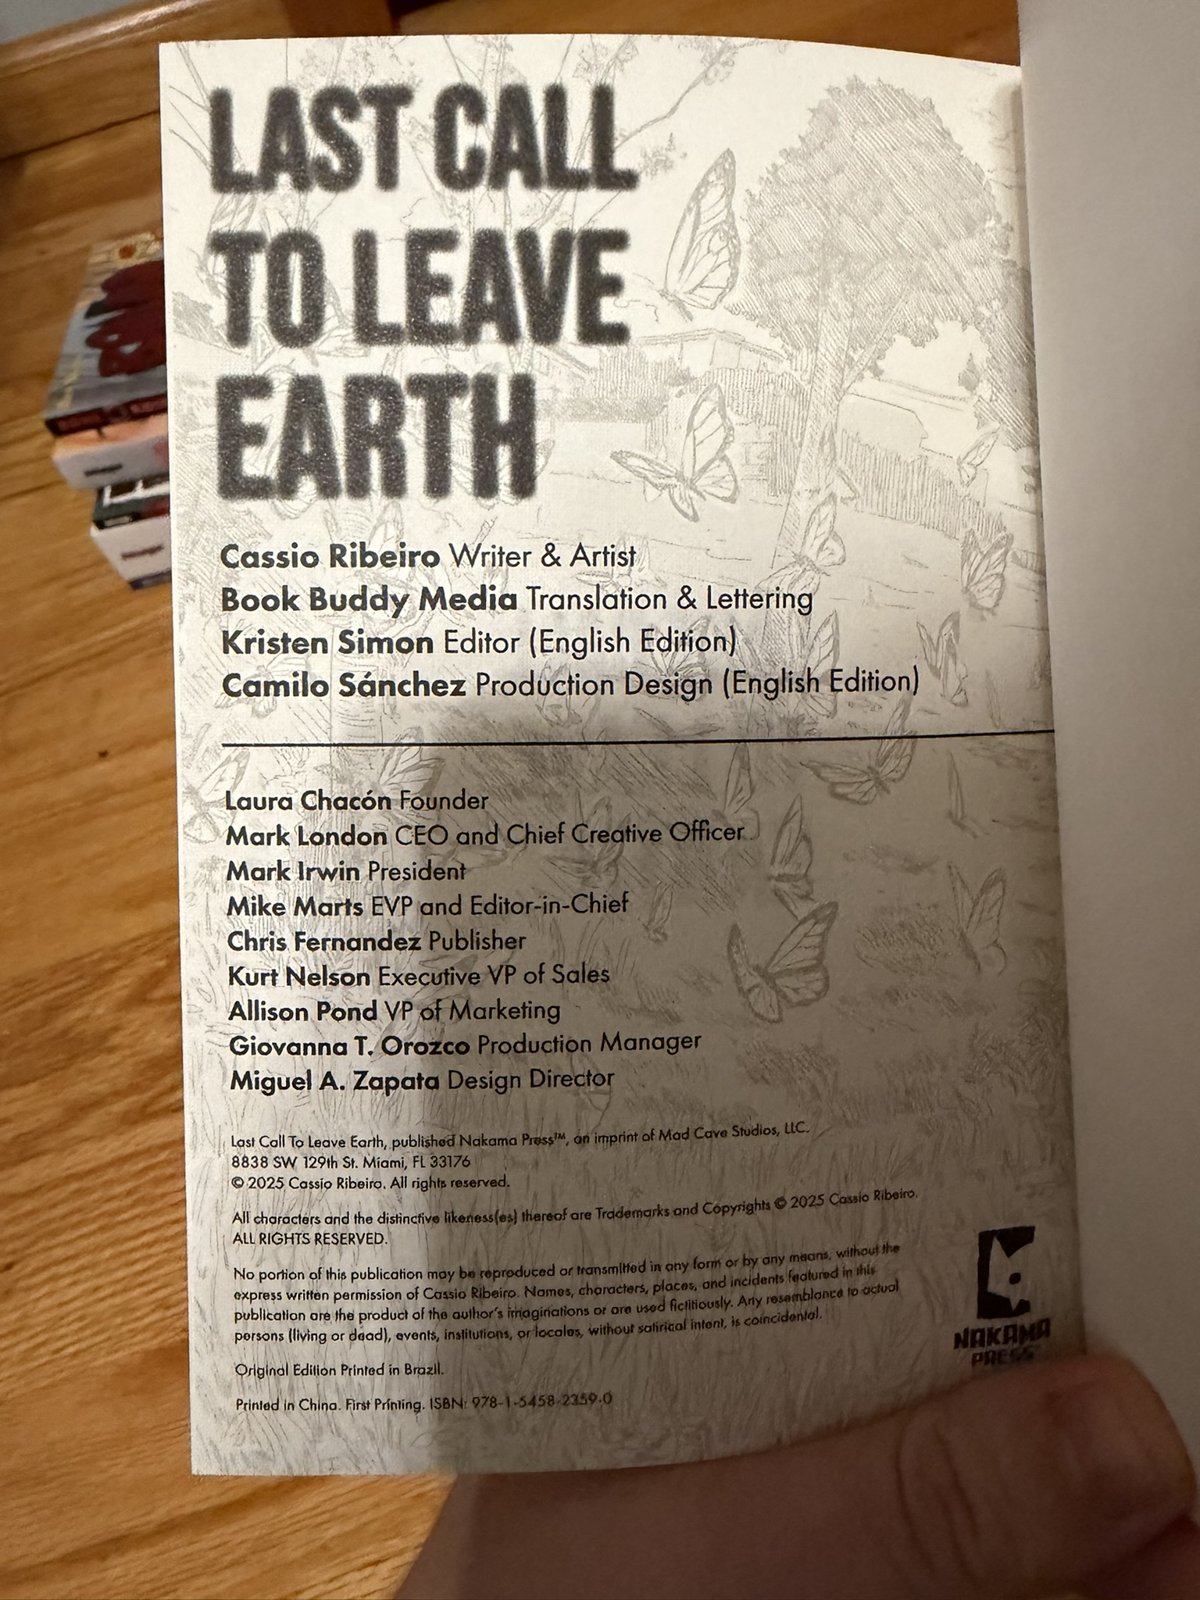 LAST CALL
TO LEAVE
EARTH
Cassio Ribeiro Writer & Artist
Book Buddy Media Translation & Lettering
Kristen Simon Editor (English Edition)
Camilo Sánchez Production Design (English Edition)
Laura Chacón Founder
Mark London CEO and Chief Creative Officer
Mark Irwin President
Mike Marts EVP and Editor-in-Chief
Chris Fernandez Publisher
Kurt Nelson Executive VP of Sales
Allison Pond VP of Marketing
Giovanna T. Orozco Production Manager
Miguel A. Zapata Design Director
Last Call To Leave Earth, published Nakama Press™, an imprint of Mad Cave Studios, LLC.
8838 SW 129th St. Miami, FL 33176
© 2025 Cassio Ribeiro. All rights reserved.
All characters and the distinctive likeness(es) thereof are Trademarks and Copyrights © 2025 Cassio Ribeiro.
ALL RIGHTS RESERVED.
No portion of this publication may be reproduced or transmitted in any form or by any means, without the
express written permission of Cassio Ribeiro. Names, characters, places, and incidents featured in this
publication are the product of the author's imaginations or are used fictitiously. Any resemblance to actual
persons (living or dead), events, institutions, or locales, without satirical intent, is coincidental.
NAKAMA
PRESS
Original Edition Printed in Brazil.
Printed in China. First Printing. ISBN: 978-1-5458-2359-0